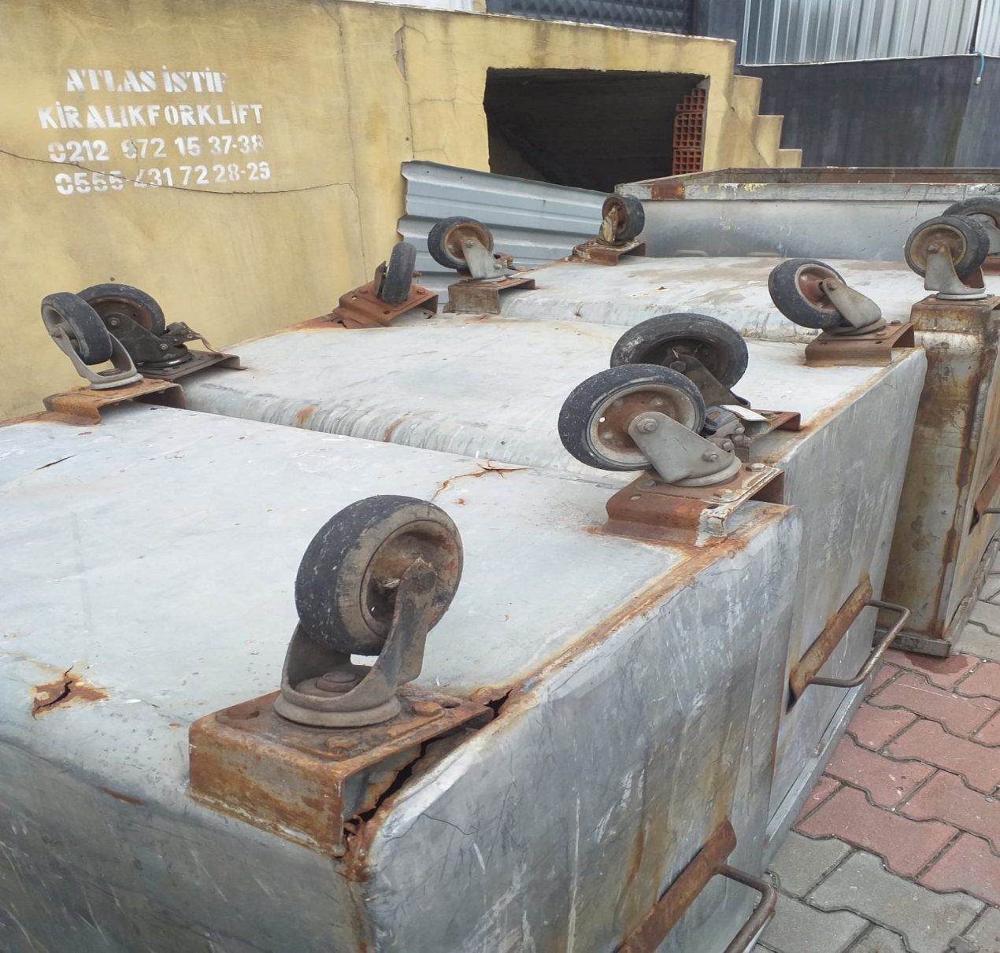 ATLAS İSTİF
KİRALIKFORKLİFT
0212 672 15 37-38
0555 431 72 28-29